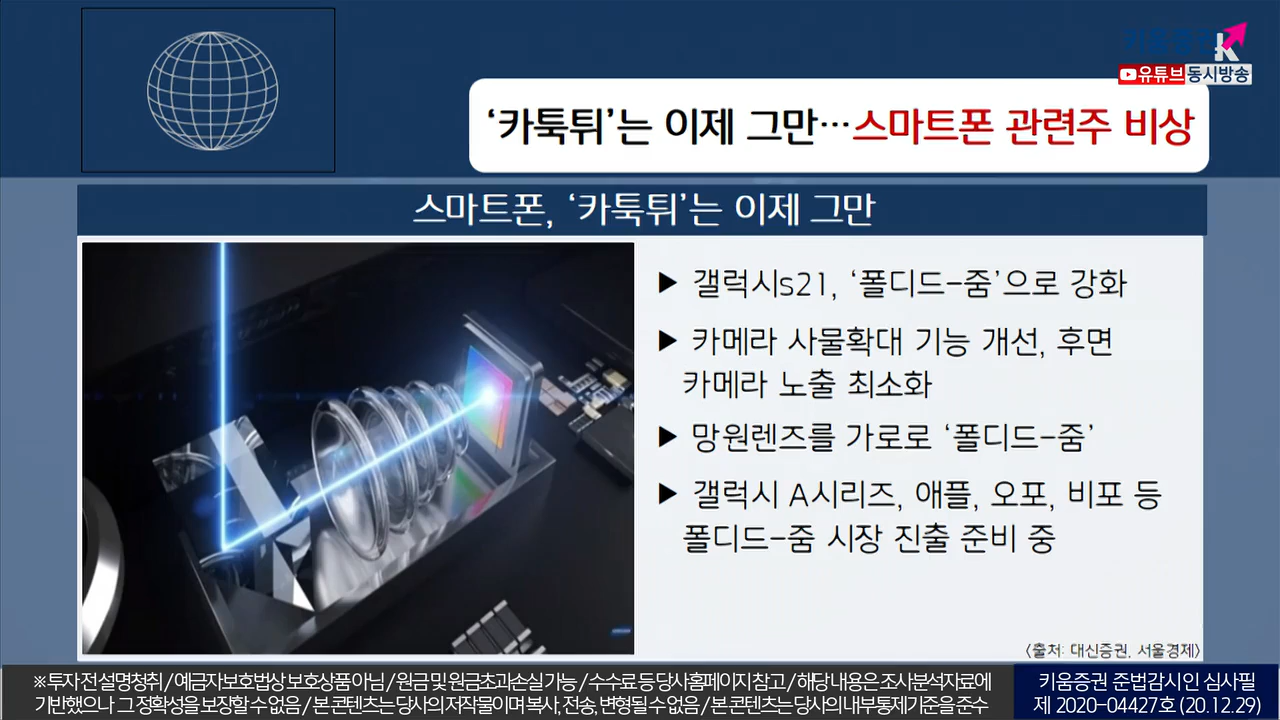 키움증권
유튜브동시방송
‘카툭튀’는 이제 그만…스마트폰 관련주 비상
스마트폰, ‘카툭튀’는 이제 그만
▶ 갤럭시s21, ‘폴디드-줌’으로 강화
▶ 카메라 사물확대 기능 개선, 후면
카메라 노출 최소화
▶ 망원렌즈를 가로로 ‘폴디드-줌’
▶ 갤럭시 A시리즈, 애플, 오포, 비포 등
폴디드-줌 시장 진출 준비 중
<출처: 대신증권, 서울경제>
※ 투자 전 설명청취 / 예금자보호법상 보호상품 아님 / 원금 및 원금초과손실 가능 / 수수료 등 당사홈페이지 참고 / 해당 내용은 조사분석자료에
기반했으나 그 정확성을 보장할 수 없음 / 본 콘텐츠는 당사의 저작물이며 복사, 전송, 변형될 수 없음 / 본 콘텐츠는 당사의 내부통제기준을 준수
키움증권 준법감시인 심사필
제 2020-04427호 (20.12.29)